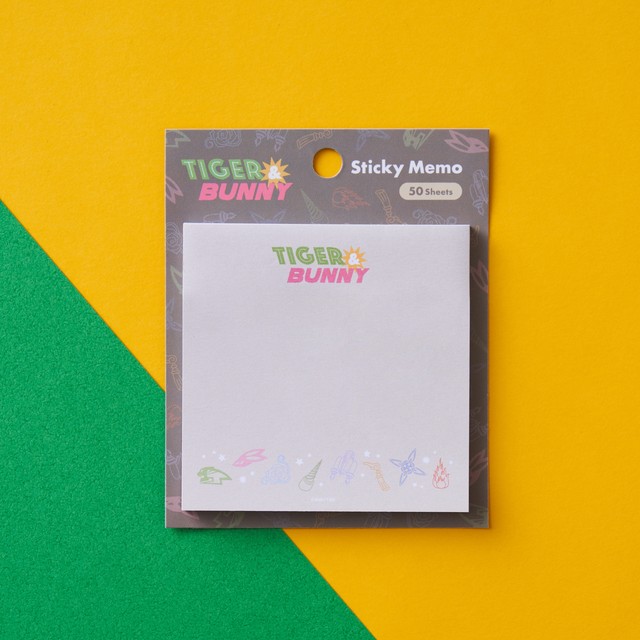 TIGER &
BUNNY
Sticky Memo
50 Sheets
TIGER &
BUNNY